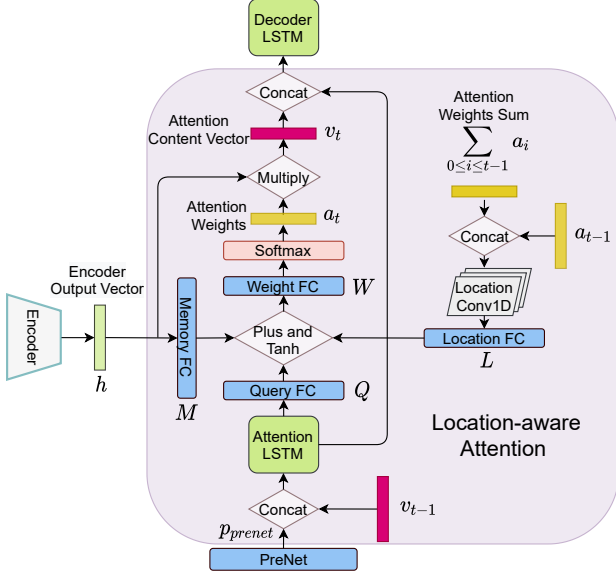 Decoder
LSTM
Concat
Attention
Content Vector
v_t
Multiply
Attention
Weights
a_t
Softmax
Weight FC
W
Encoder
Output Vector
Encoder
h
Memory FC
M
Plus and
Tanh
Query FC
Q
Attention
LSTM
Concat
v_{t-1}
p_{prenet}
PreNet
Attention
Weights Sum
∑ a_i
0≤i≤t−1
Concat
a_{t-1}
Location
Conv1D
Location FC
L
Location-aware
Attention